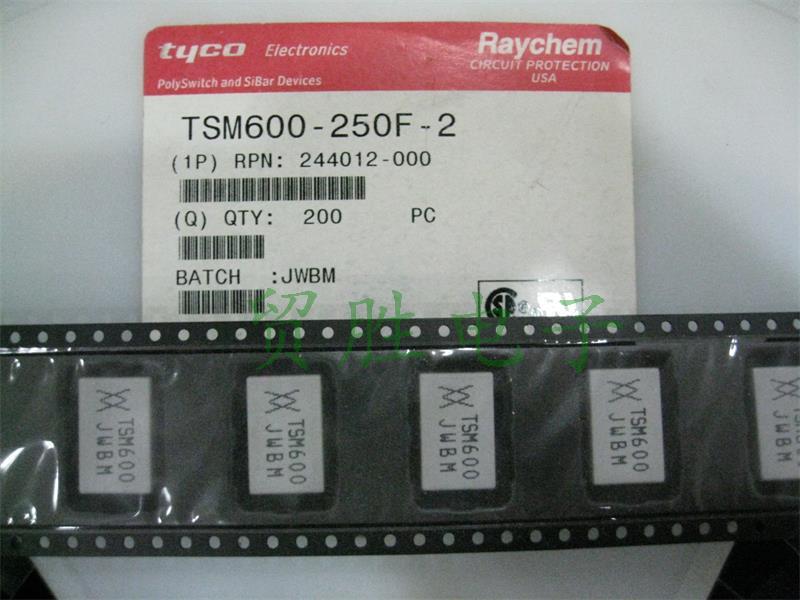 tyco Electronics
Raychem
CIRCUIT PROTECTION
USA
PolySwitch and SiBar Devices
TSM600-250F-2
(1P) RPN: 244012-000
(Q) QTY: 200 PC
BATCH :JWBM
贸胜电子
TSM600
JWBM
TSM600
JWBM
TSM600
JWBM
TSM600
JWBM